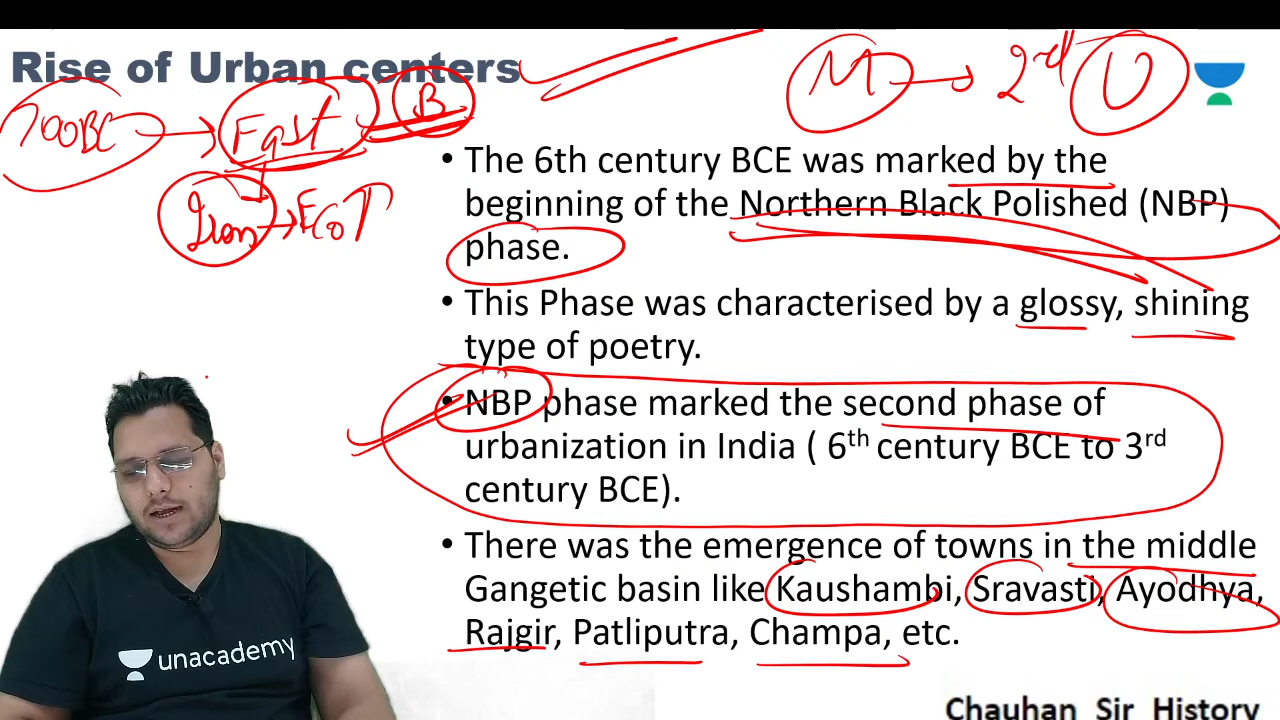 Rise of Urban centers
700BC → East B
Iron → Eco ↑
M → 2nd U
• The 6th century BCE was marked by the
beginning of the Northern Black Polished (NBP)
phase.
• This Phase was characterised by a glossy, shining
type of poetry.
• NBP phase marked the second phase of
urbanization in India ( 6th century BCE to 3rd
century BCE).
• There was the emergence of towns in the middle
Gangetic basin like Kaushambi, Sravasti, Ayodhya,
Rajgir, Patliputra, Champa, etc.
unacademy
Chauhan Sir History